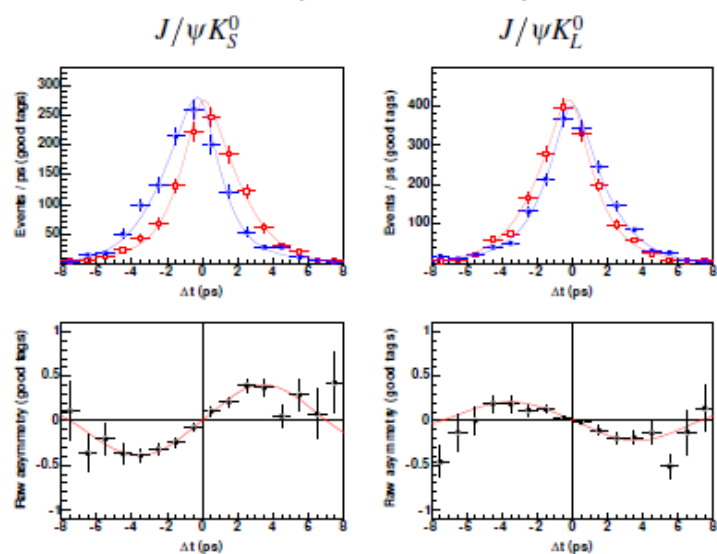 J/ψK_S^0
J/ψK_L^0
Events / ps (good tags)
300
250
200
150
100
50
-8 -6 -4 -2 0 2 4 6 8
Δt (ps)
Events / ps (good tags)
400
300
200
100
-8 -6 -4 -2 0 2 4 6 8
Δt (ps)
Raw asymmetry (good tags)
1
0.5
0
-0.5
-1
-8 -6 -4 -2 0 2 4 6 8
Δt (ps)
Raw asymmetry (good tags)
1
0.5
0
-0.5
-1
-8 -6 -4 -2 0 2 4 6 8
Δt (ps)